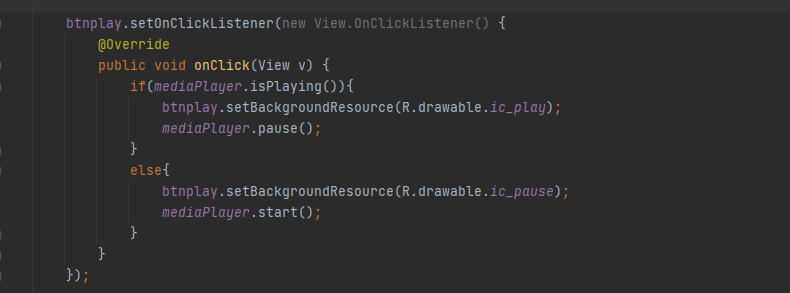 btnplay.setOnClickListener(new View.OnClickListener() {
@Override
public void onClick(View v) {
if(mediaPlayer.isPlaying()){
btnplay.setBackgroundResource(R.drawable.ic_play);
mediaPlayer.pause();
}
else{
btnplay.setBackgroundResource(R.drawable.ic_pause);
mediaPlayer.start();
}
}
});